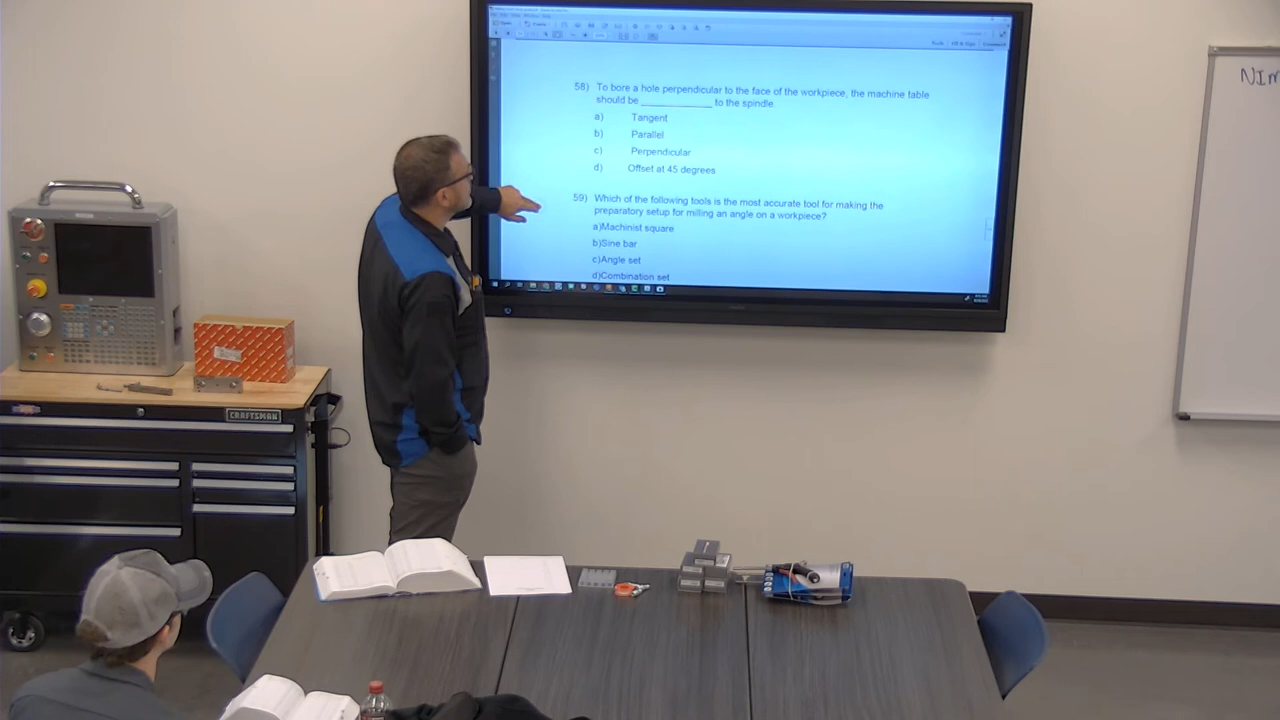 58) To bore a hole perpendicular to the face of the workpiece, the machine table
should be ____________ to the spindle
a) Tangent
b) Parallel
c) Perpendicular
d) Offset at 45 degrees
59) Which of the following tools is the most accurate tool for making the
preparatory setup for milling an angle on a workpiece?
a)Machinist square
b)Sine bar
c)Angle set
d)Combination set
NIM
CRAFTSMAN